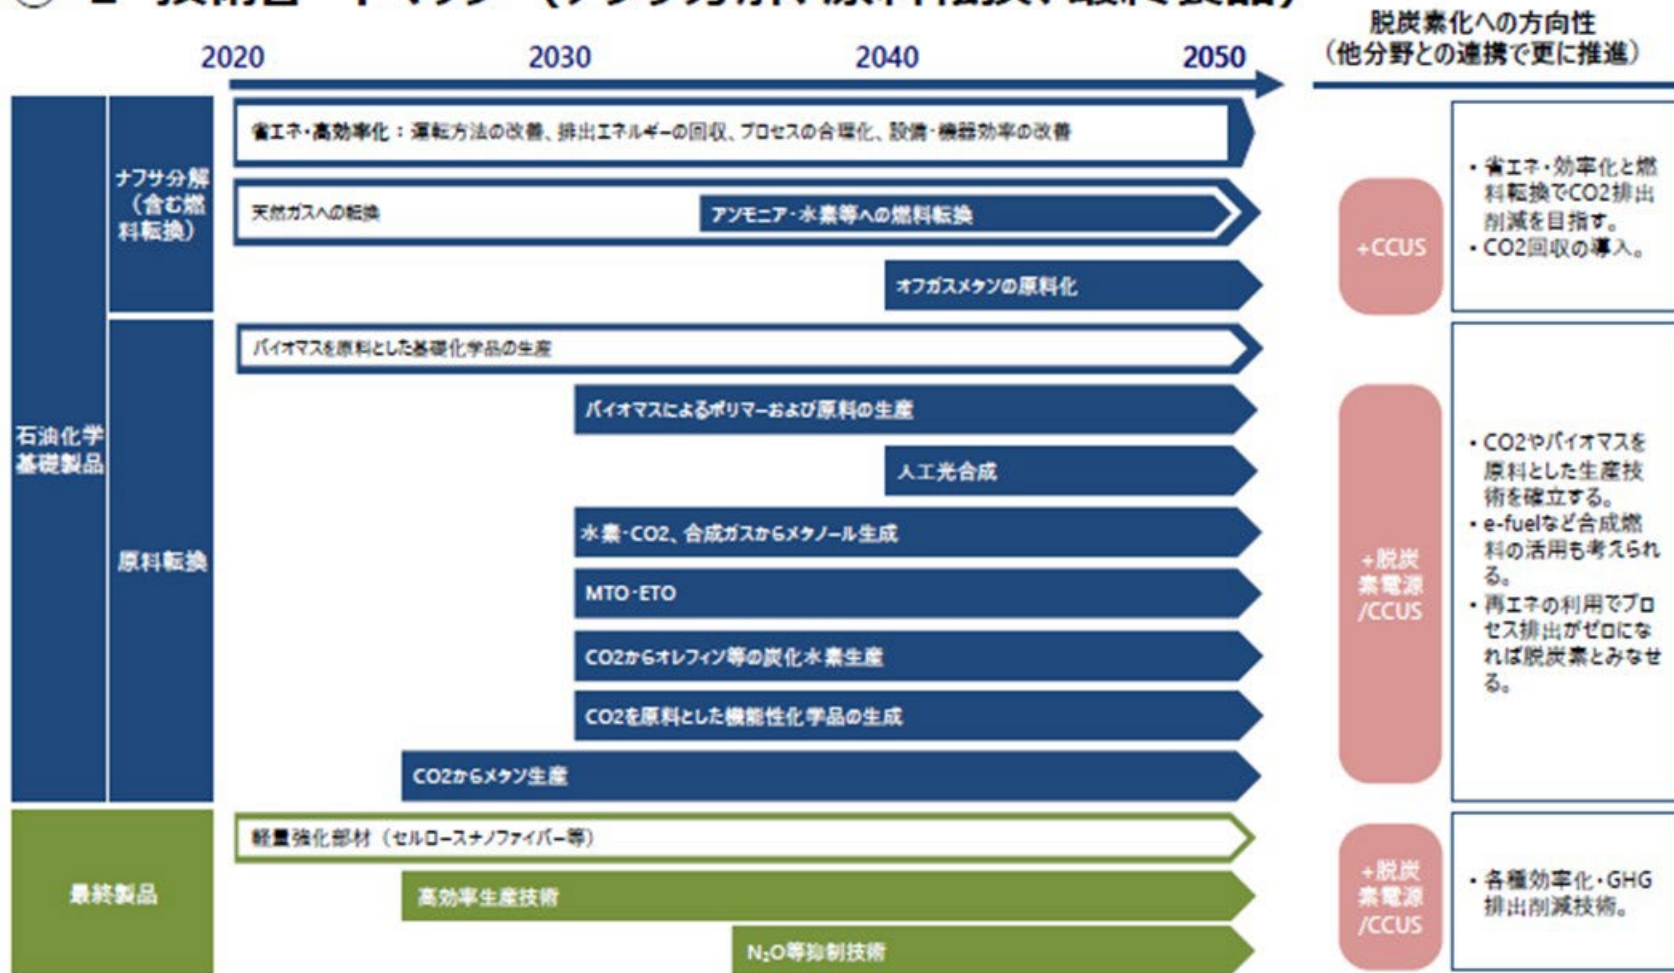 脱炭素化への方向性
（他分野との連携で更に推進）
2020
2030
2040
2050
石油化学
基礎製品
ナフサ分解
（含む燃
料転換）
省エネ・高効率化：運転方法の改善、排出エネルギーの回収、プロセスの合理化、設備・機器効率の改善
天然ガスへの転換
アンモニア・水素等への燃料転換
オフガスメタンの原料化
+CCUS
・省エネ・効率化と燃
料転換でCO2排出
削減を目指す。
・CO2回収の導入。
原料転換
バイオマスを原料とした基礎化学品の生産
バイオマスによるポリマーおよび原料の生産
人工光合成
水素・CO2、合成ガスからメタノール生成
MTO・ETO
CO2からオレフィン等の炭化水素生産
CO2を原料とした機能性化学品の生成
CO2からメタン生産
+脱炭
素電源
/CCUS
・CO2やバイオマスを
原料とした生産技
術を確立する。
・e-fuelなど合成燃
料の活用も考えられ
る。
・再エネの利用でプロ
セス排出がゼロにな
れば脱炭素とみなせ
る。
最終製品
軽量強化部材（セルロースナノファイバー等）
高効率生産技術
N₂O等抑制技術
+脱炭
素電源
/CCUS
・各種効率化・GHG
排出削減技術。